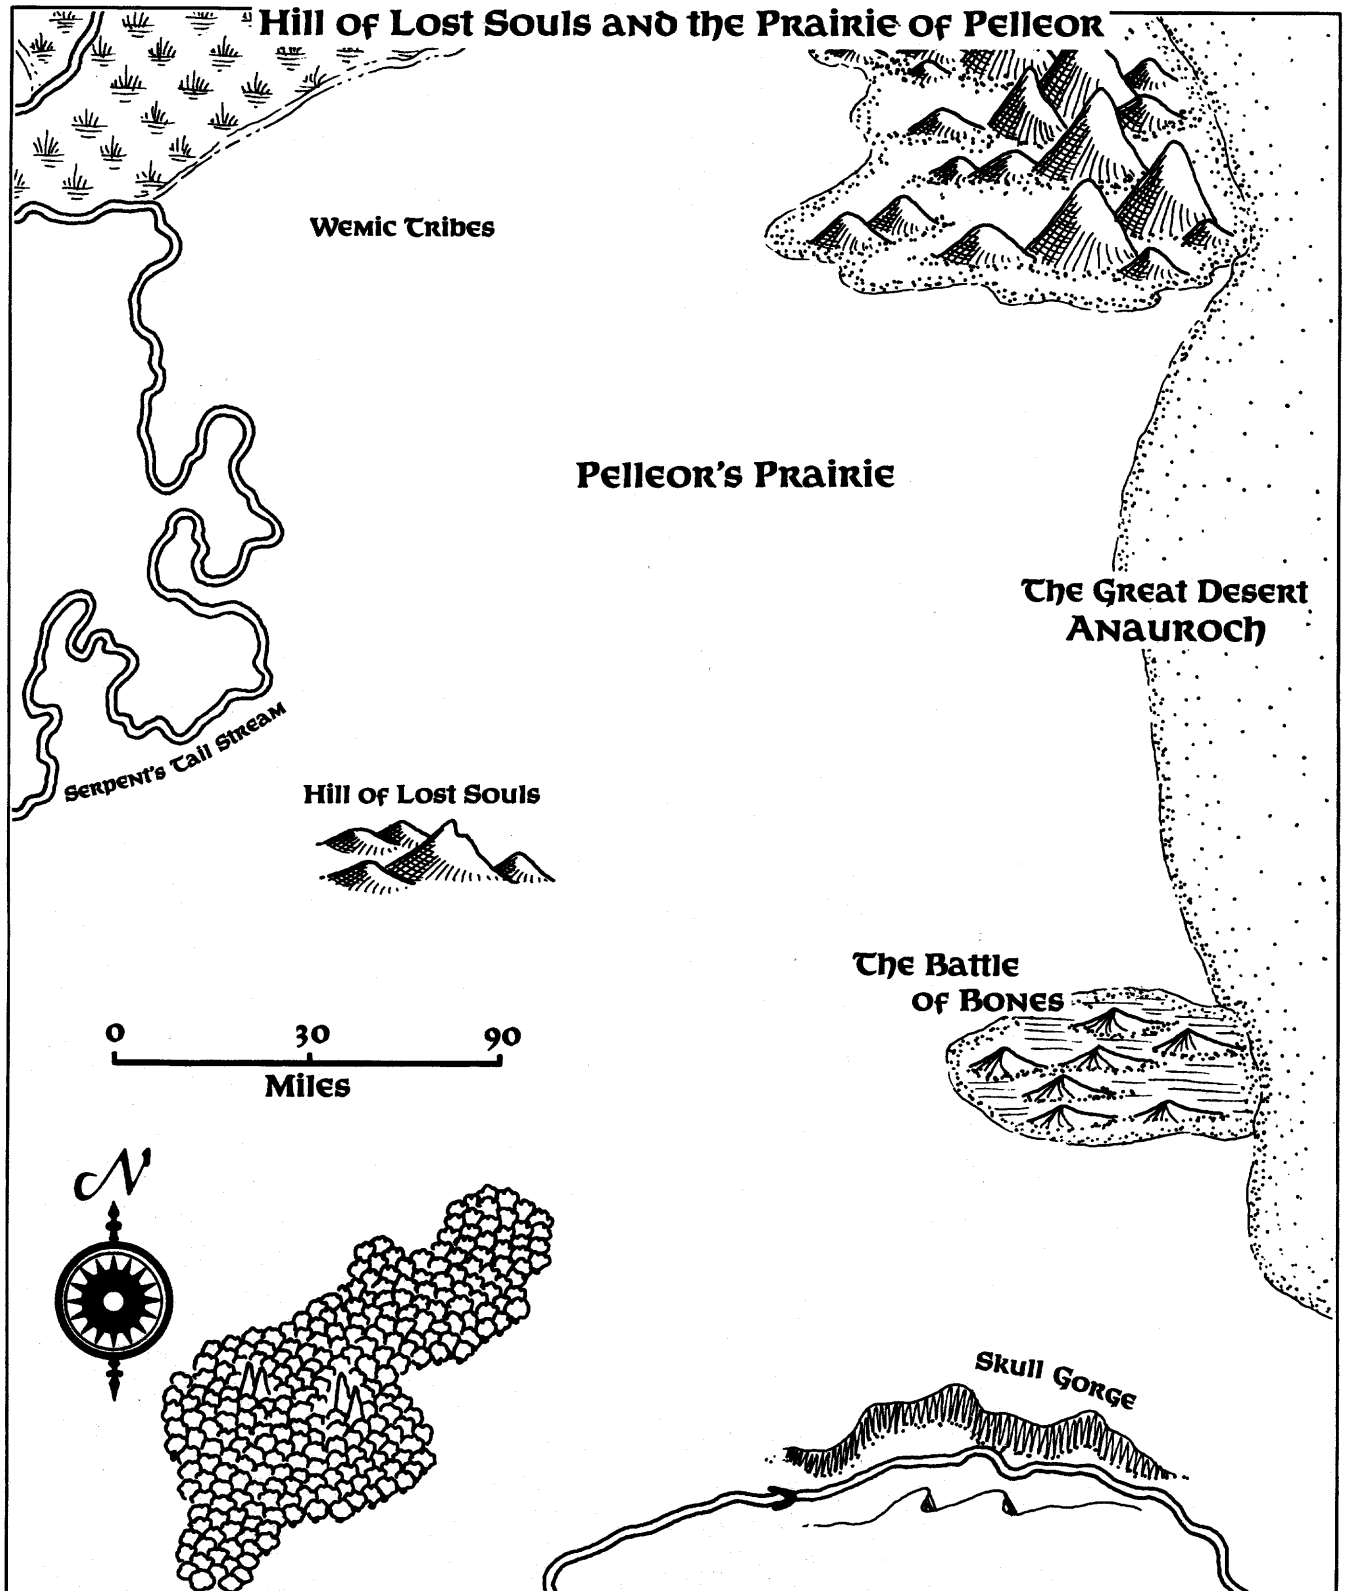 Hill of Lost Souls and the Prairie of Pelleor
Wemic Tribes
Pelleor's Prairie
The Great Desert
Anauroch
Serpent's Tail Stream
Hill of Lost Souls
The Battle
of Bones
0 30 90
Miles
N
Skull Gorge